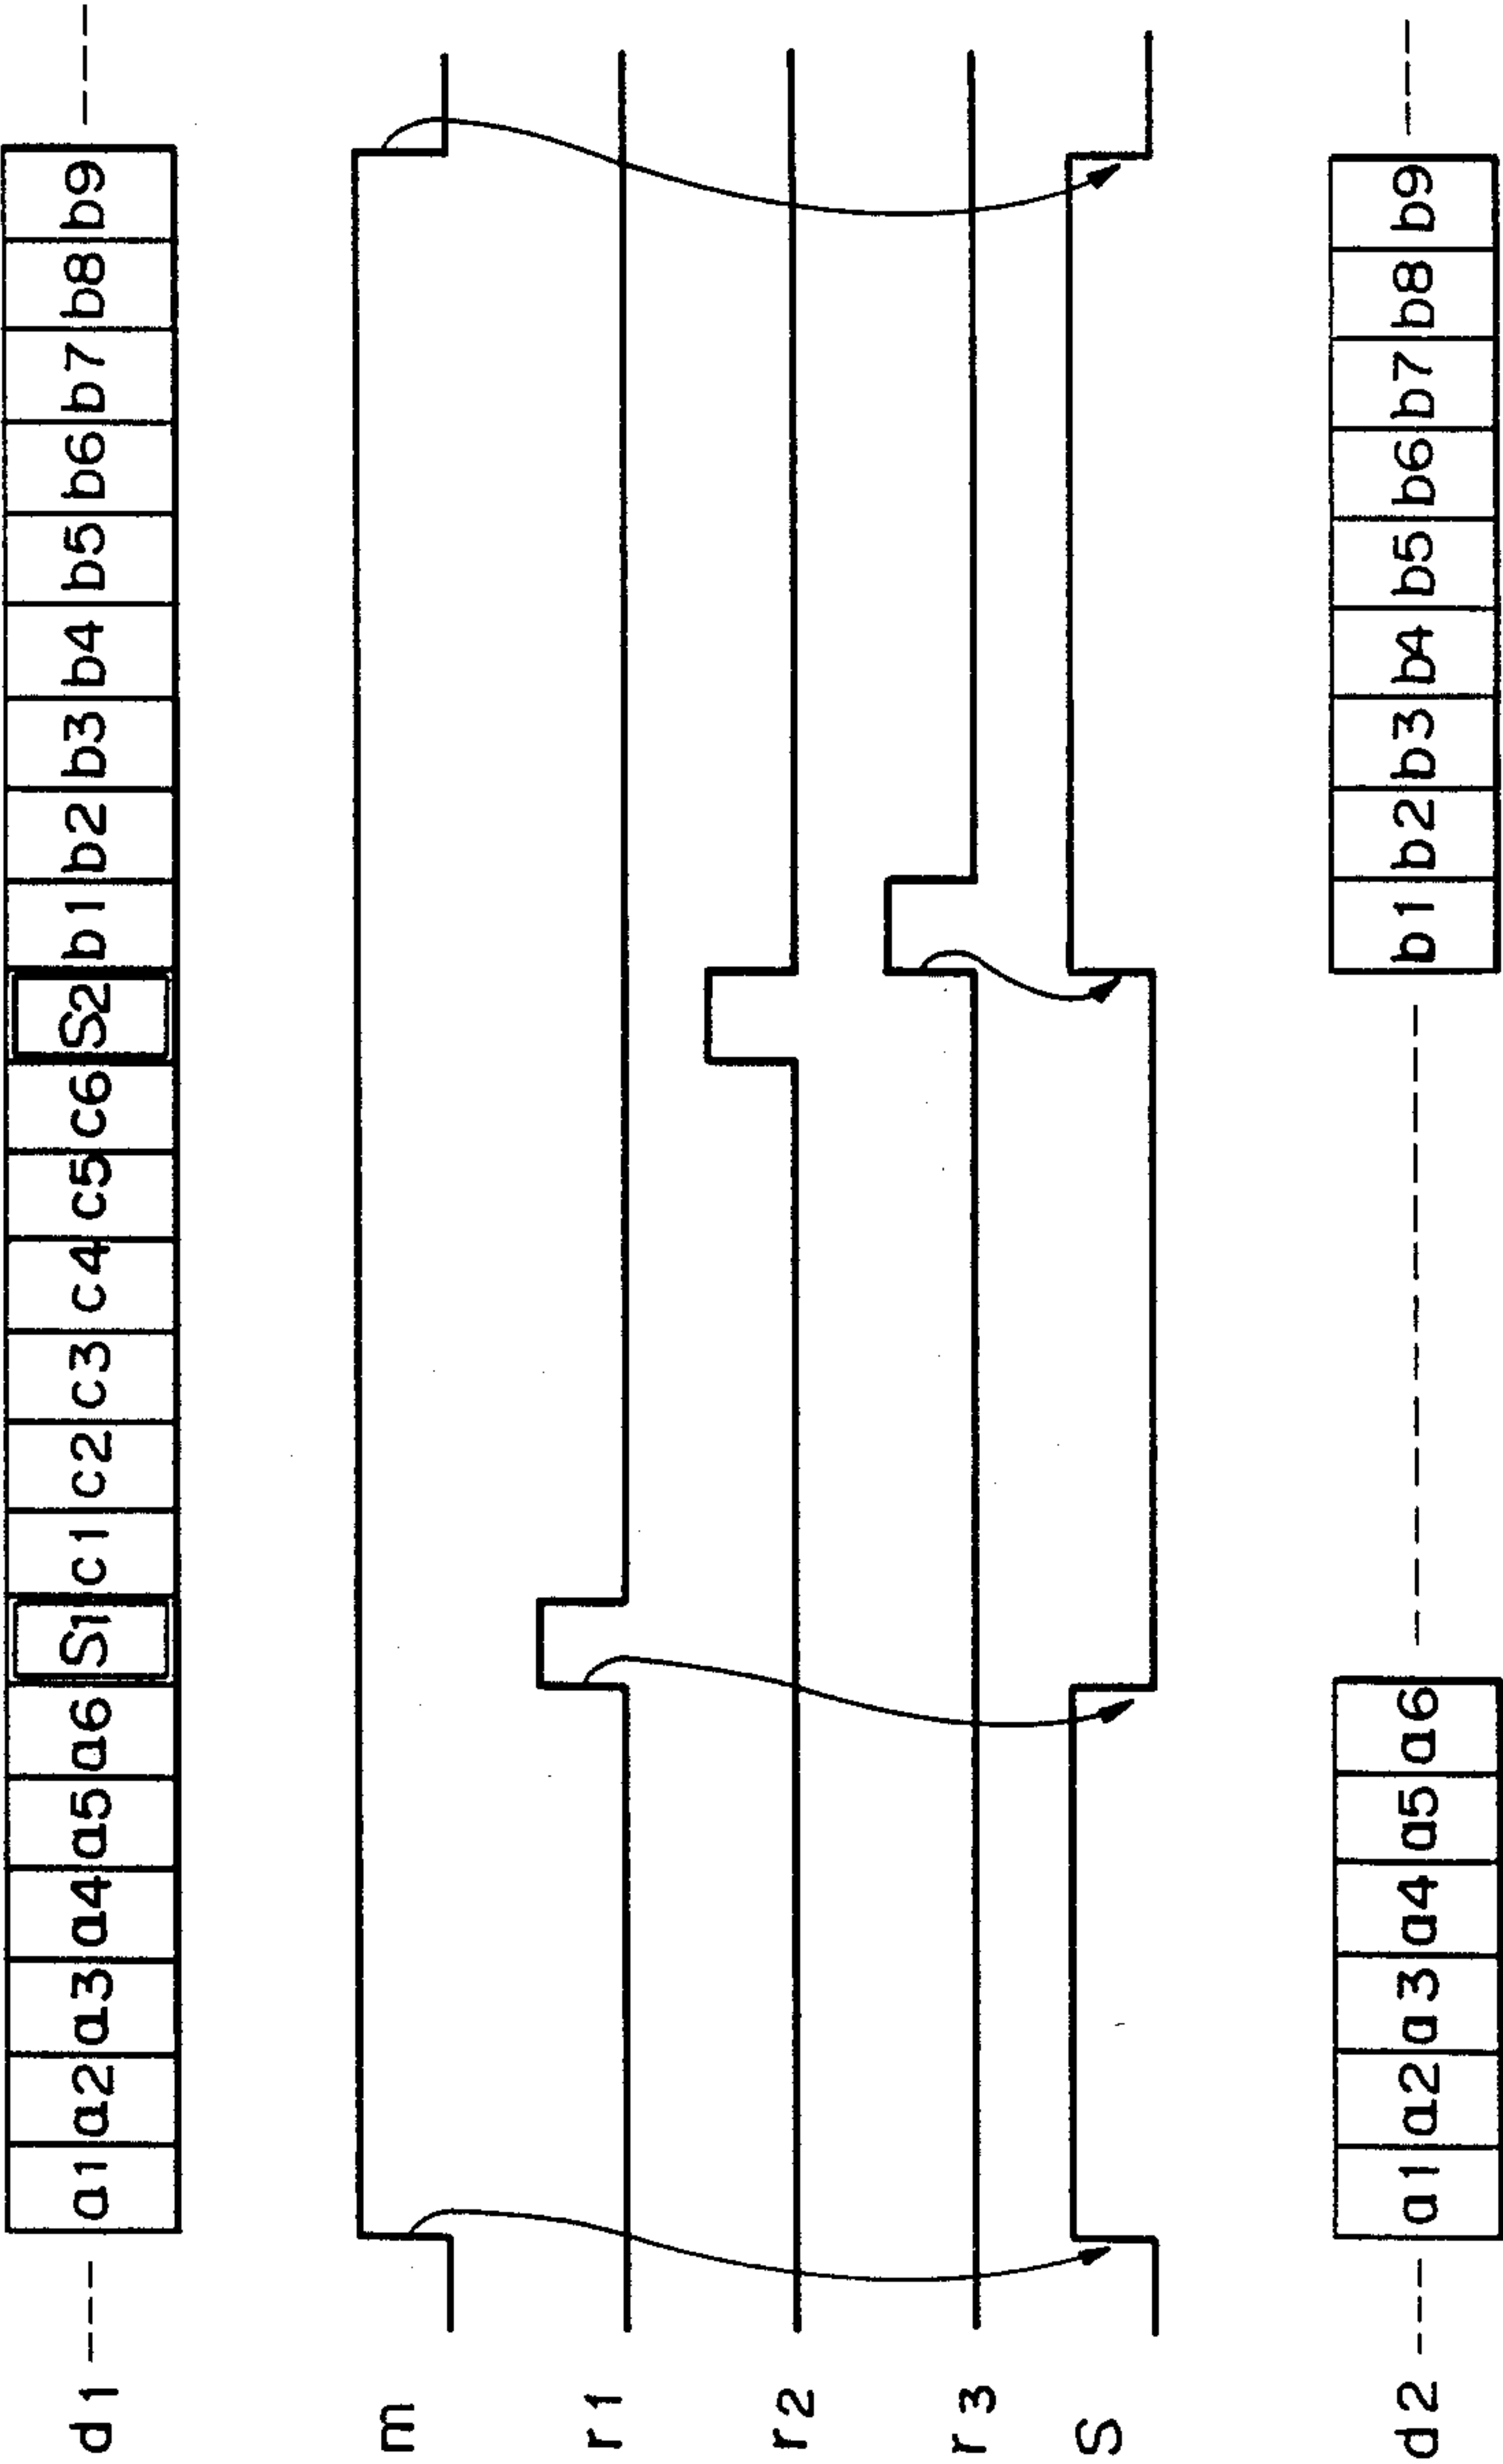 d1 a1 a2 a3 a4 a5 a6 S1 c1 c2 c3 c4 c5 c6 S2 b1 b2 b3 b4 b5 b6 b7 b8 b9
m
r1
r2
r3
S
d2 a1 a2 a3 a4 a5 a6 b1 b2 b3 b4 b5 b6 b7 b8 b9